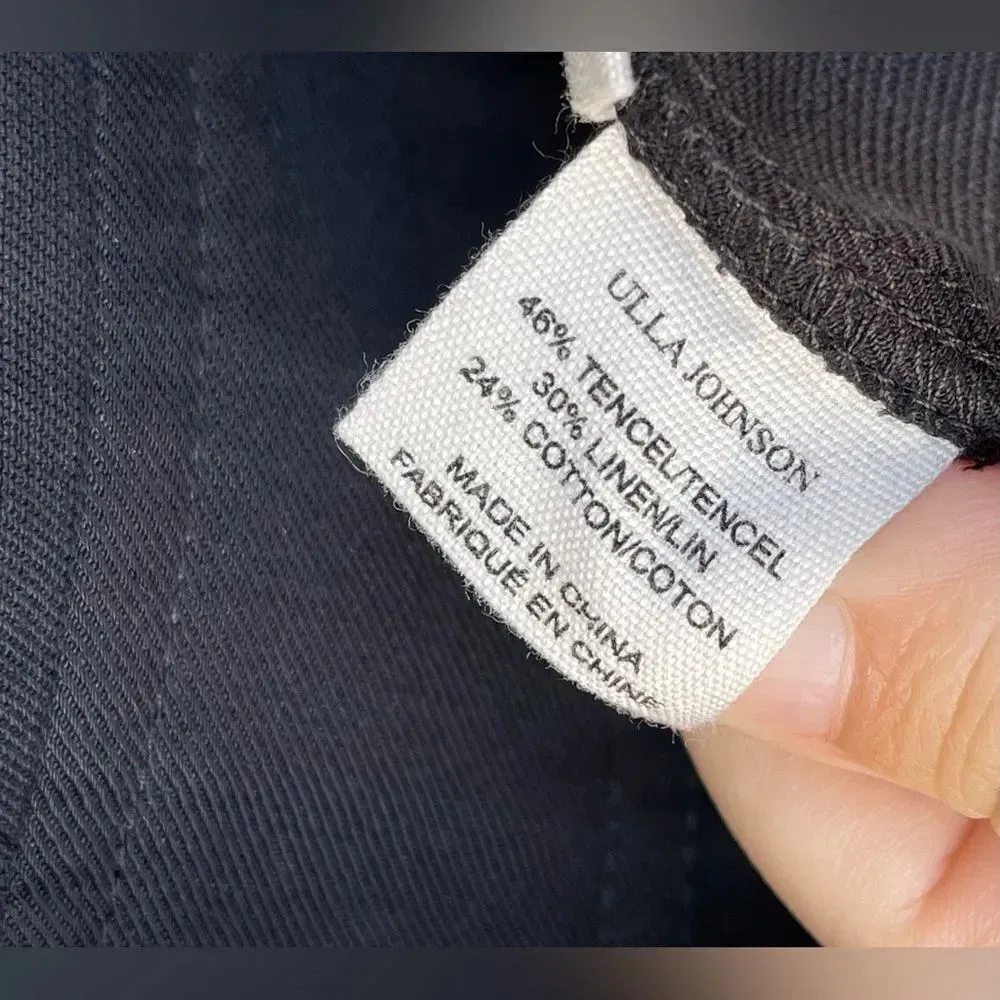 ULLA JOHNSON
46% TENCEL/TENCEL
30% LINEN/LIN
24% COTTON/COTON
MADE IN CHINA
FABRIQUÉ EN CHINE